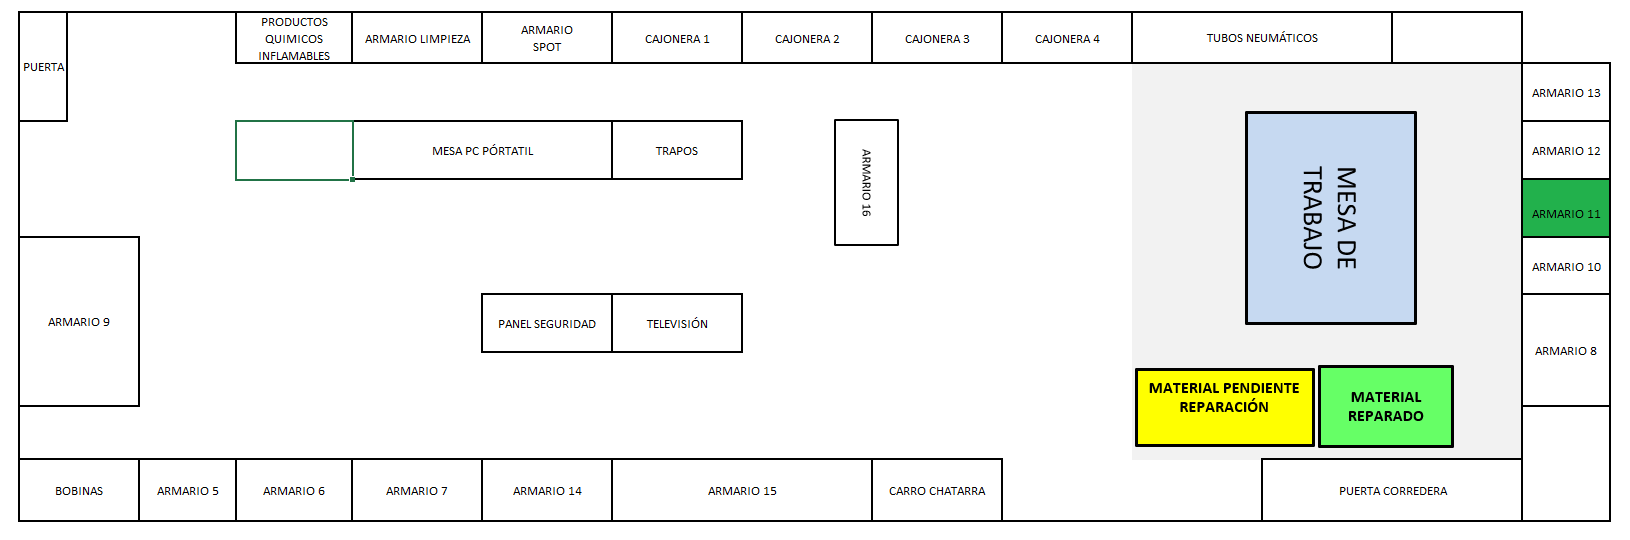 PUERTA
PRODUCTOS
QUIMICOS
INFLAMABLES
ARMARIO LIMPIEZA
ARMARIO
SPOT
CAJONERA 1
CAJONERA 2
CAJONERA 3
CAJONERA 4
TUBOS NEUMÁTICOS
ARMARIO 13
MESA PC PÓRTATIL
TRAPOS
ARMARIO 16
MESA DE
TRABAJO
ARMARIO 12
ARMARIO 11
ARMARIO 10
ARMARIO 9
PANEL SEGURIDAD
TELEVISIÓN
ARMARIO 8
MATERIAL PENDIENTE
REPARACIÓN
MATERIAL
REPARADO
BOBINAS
ARMARIO 5
ARMARIO 6
ARMARIO 7
ARMARIO 14
ARMARIO 15
CARRO CHATARRA
PUERTA CORREDERA